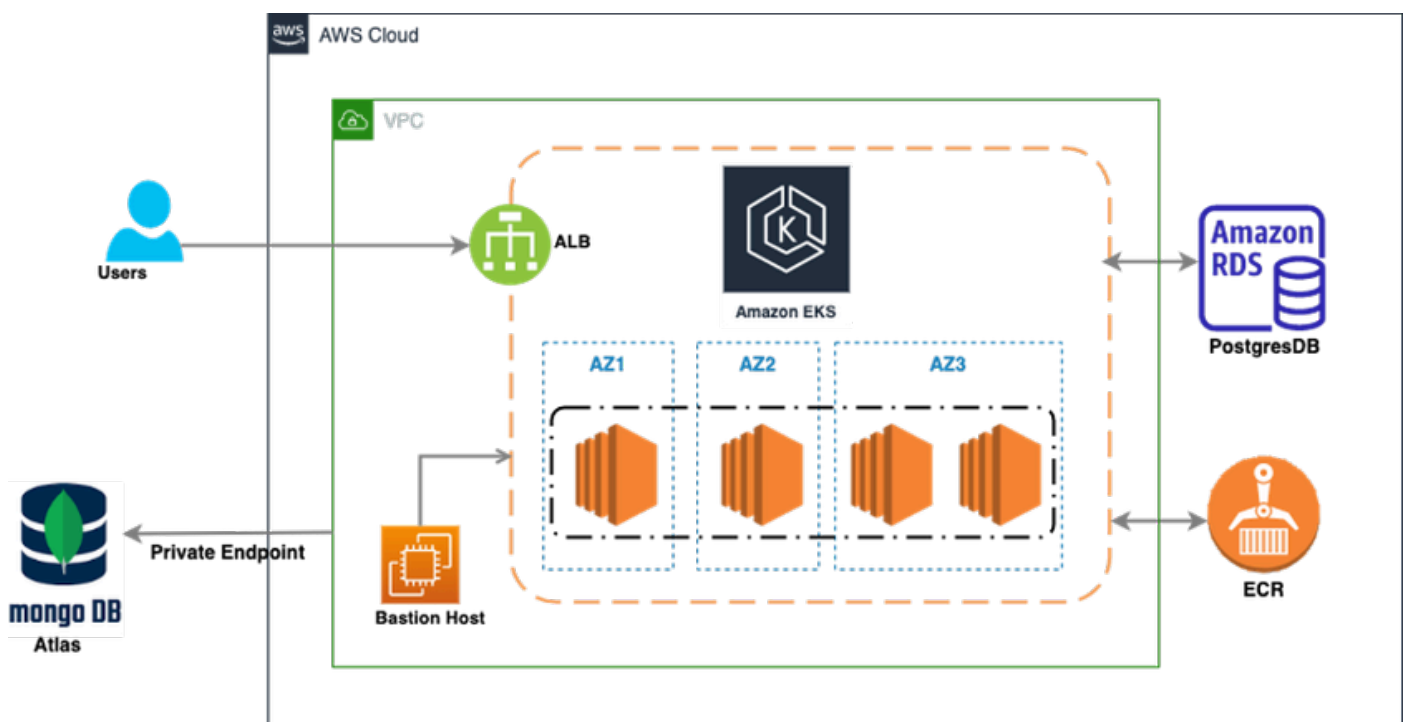 aws
AWS Cloud
VPC
Users
ALB
K
Amazon EKS
Amazon
RDS
PostgresDB
AZ1
AZ2
AZ3
mongo DB
Atlas
Private Endpoint
Bastion Host
ECR